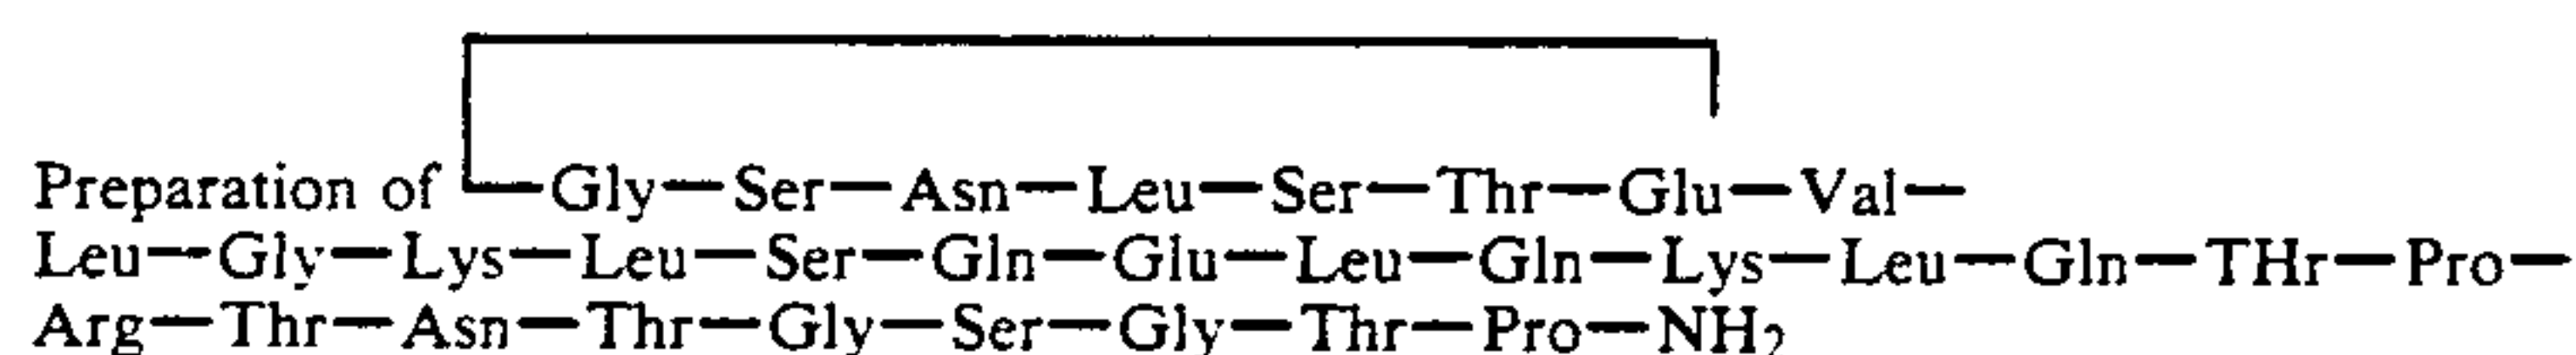 Preparation of —Gly—Ser—Asn—Leu—Ser—Thr—Glu—Val—
Leu—Gly—Lys—Leu—Ser—Gln—Glu—Leu—Gln—Lys—Leu—Gln—THr—Pro—
Arg—Thr—Asn—Thr—Gly—Ser—Gly—Thr—Pro—NH₂